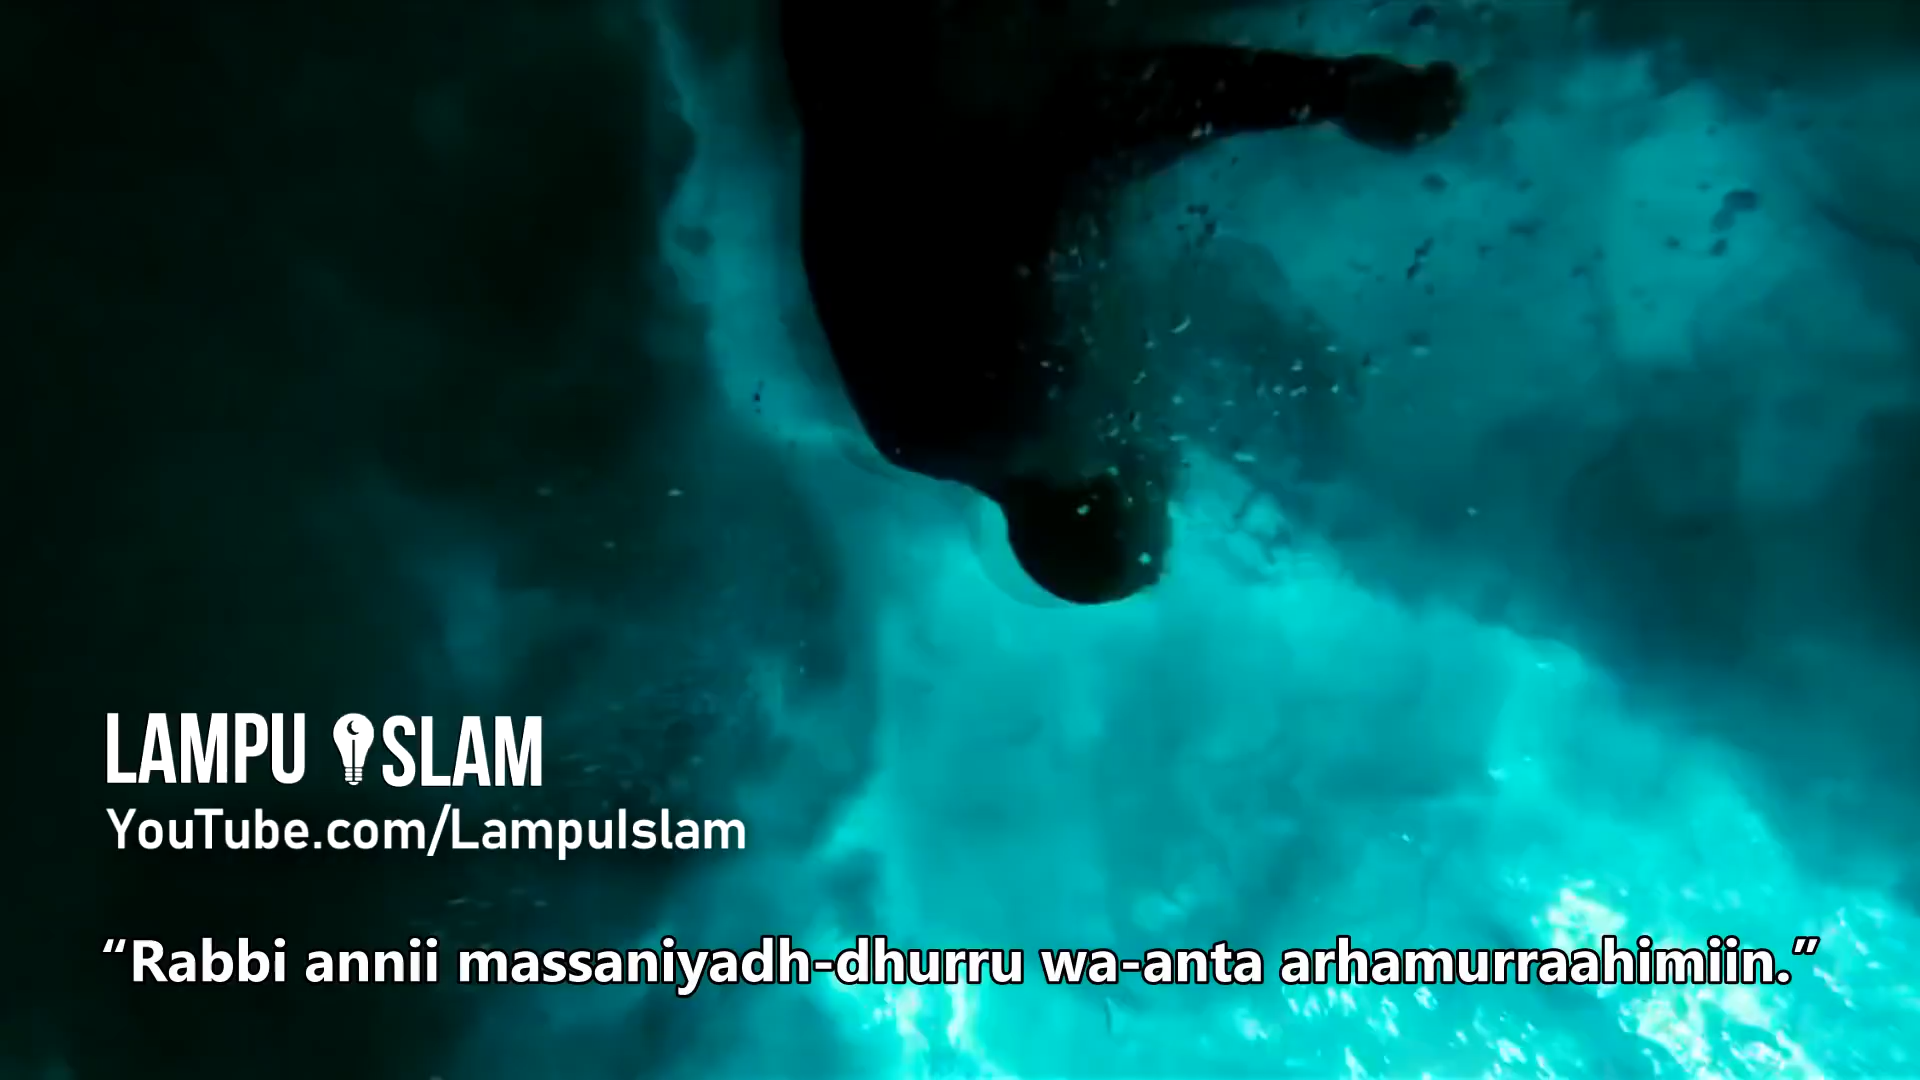 LAMPU ISLAM
YouTube.com/LampuIslam
“Rabbi annii massaniyadh-dhurru wa-anta arhamurraahimiin.”